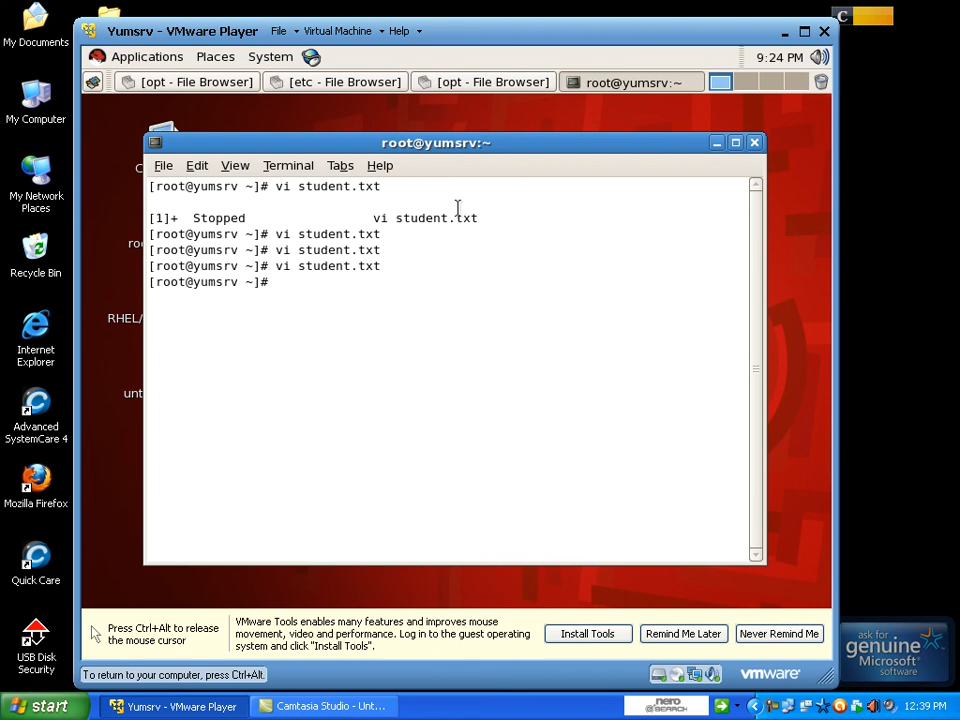 My Documents
My Computer
My Network
Places
Recycle Bin
Internet
Explorer
Advanced
SystemCare 4
Mozilla Firefox
Quick Care
USB Disk
Security
Yumsrv - VMware Player File Virtual Machine Help
C
Applications Places System 9:24 PM
[opt - File Browser] [etc - File Browser] [opt - File Browser] root@yumsrv:~
C
roo
RHEL/
unt
root@yumsrv:~
File Edit View Terminal Tabs Help
[root@yumsrv ~]# vi student.txt
[1]+ Stopped vi student.txt
[root@yumsrv ~]# vi student.txt
[root@yumsrv ~]# vi student.txt
[root@yumsrv ~]# vi student.txt
[root@yumsrv ~]#
Press Ctrl+Alt to release
the mouse cursor
VMware Tools enables many features and improves mouse
movement, video and performance. Log in to the guest operating
system and click "Install Tools".
Install Tools Remind Me Later Never Remind Me
To return to your computer, press Ctrl+Alt.
vmware
ask for
genuine
Microsoft
software
start Yumsrv - VMware Player Camtasia Studio - Unt... nero
SEARCH 12:39 PM